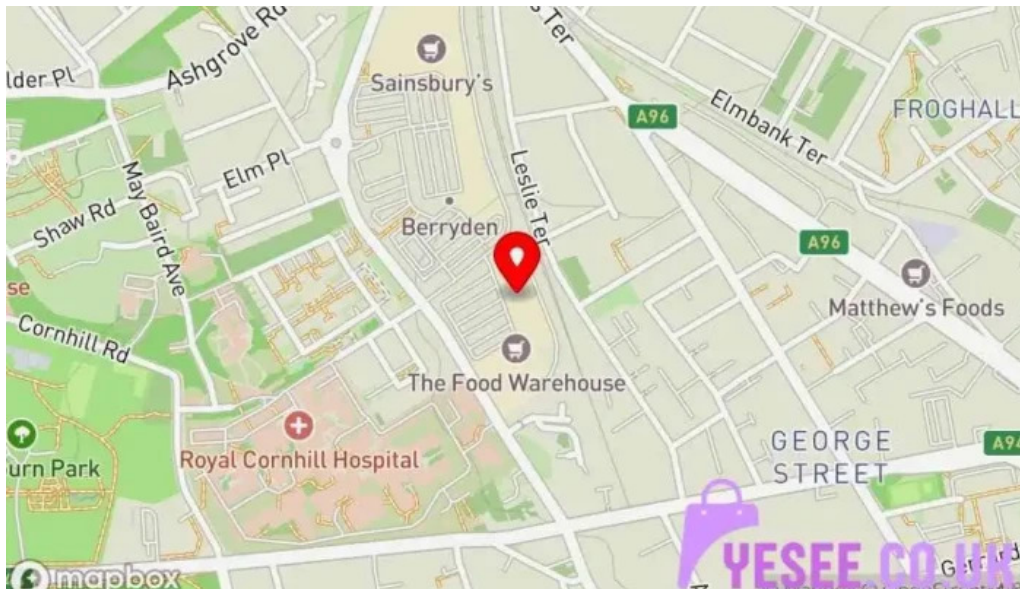 lder Pl
Ashgrove Rd
Sainsbury's
s Ter
A96
Elmbank Ter
FROGHALL
May Baird Ave
Elm Pl
Leslie Ter
Shaw Rd
Berryden
A96
se
Matthew's Foods
Cornhill Rd
The Food Warehouse
GEORGE
STREET
A94
urn Park
Royal Cornhill Hospital
mapbox
YESEE.CO.UK